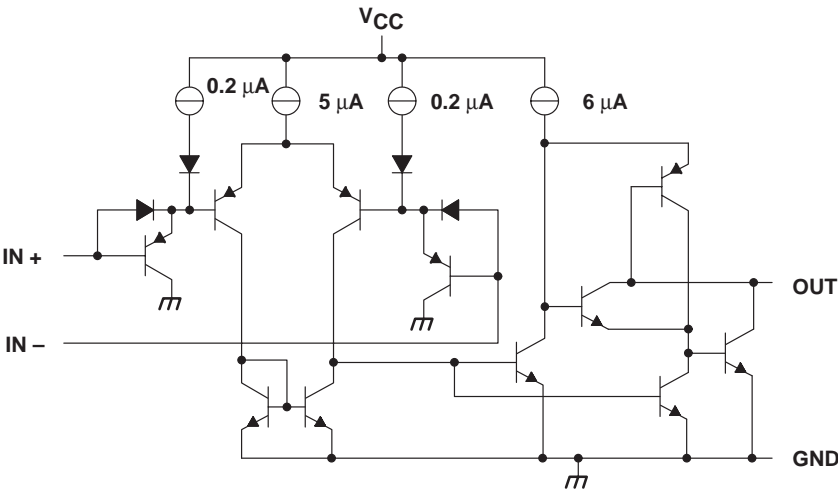 VCC
0.2 µA
5 µA
0.2 µA
6 µA
IN +
OUT
IN –
GND